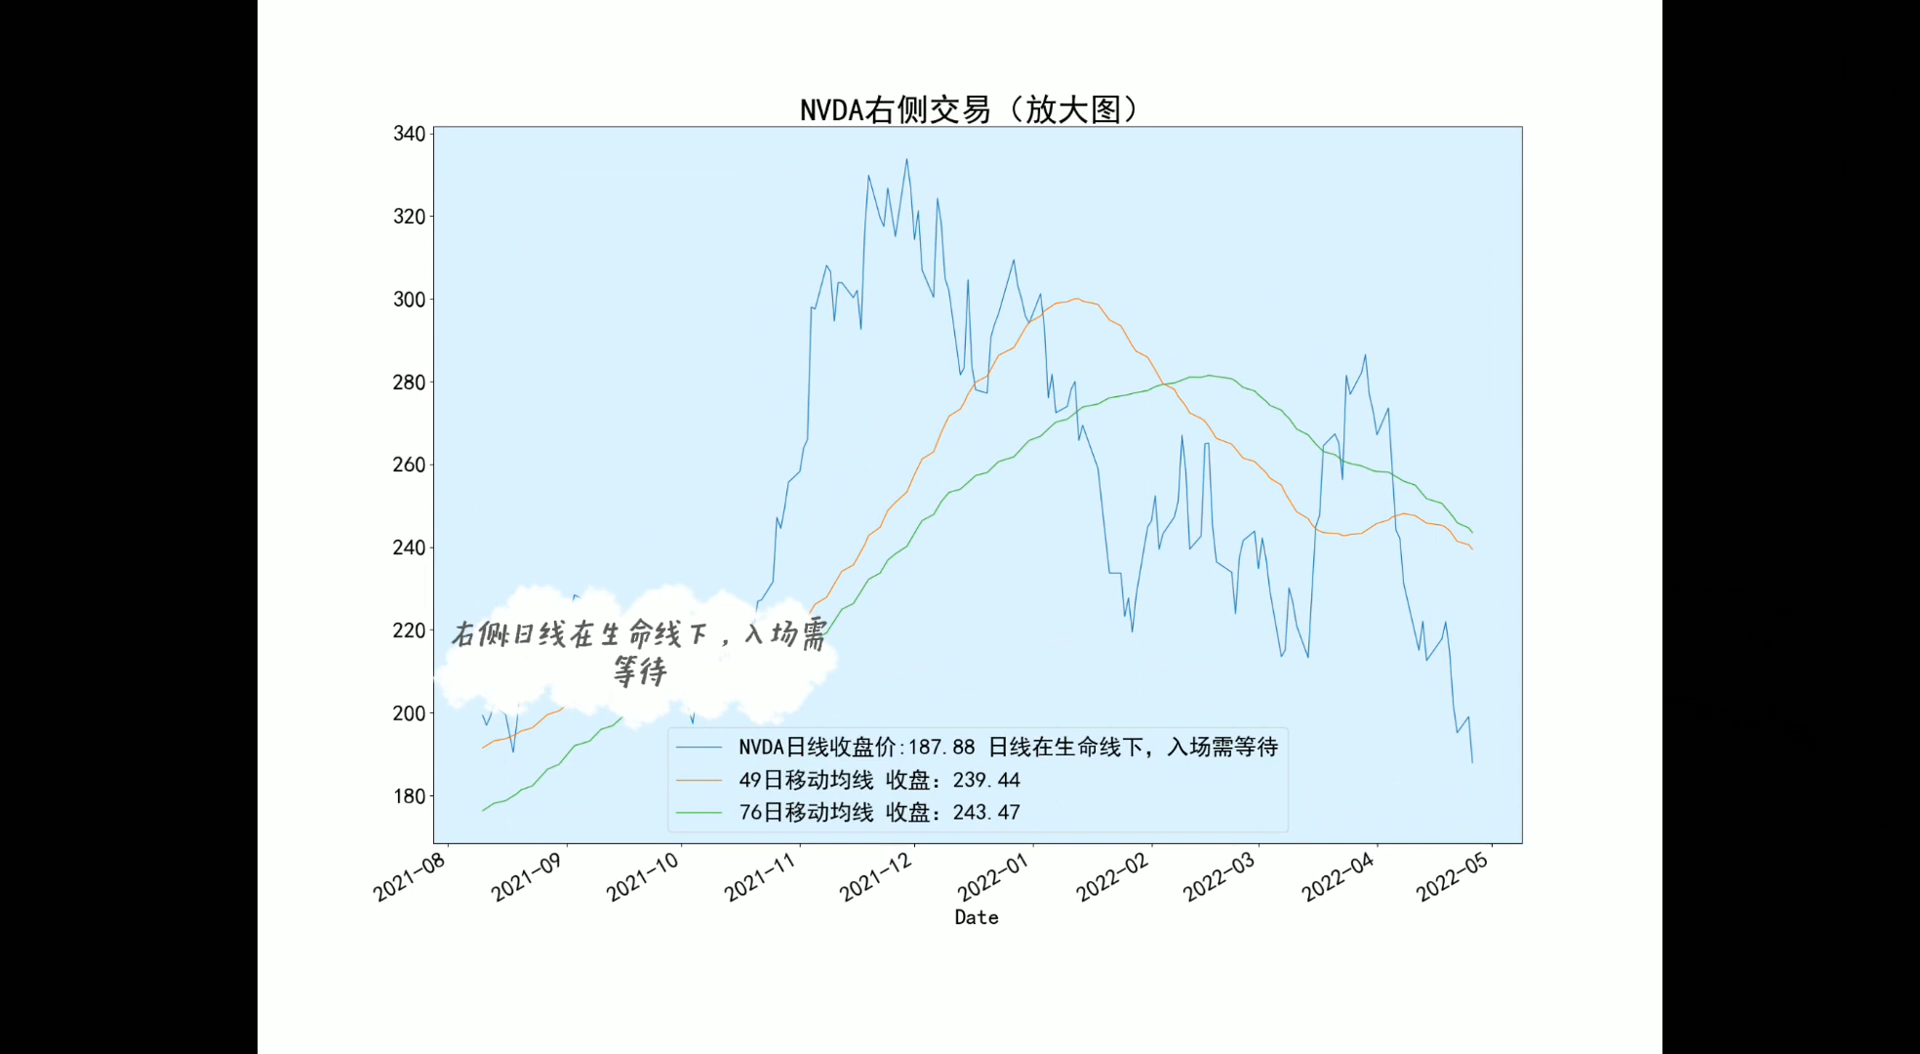 NVDA右侧交易（放大图）
340
320
300
280
260
240
220
200
180
右侧日线在生命线下，入场需
等待
NVDA日线收盘价:187.88 日线在生命线下，入场需等待
49日移动均线 收盘：239.44
76日移动均线 收盘：243.47
2021-08
2021-09
2021-10
2021-11
2021-12
2022-01
2022-02
2022-03
2022-04
2022-05
Date